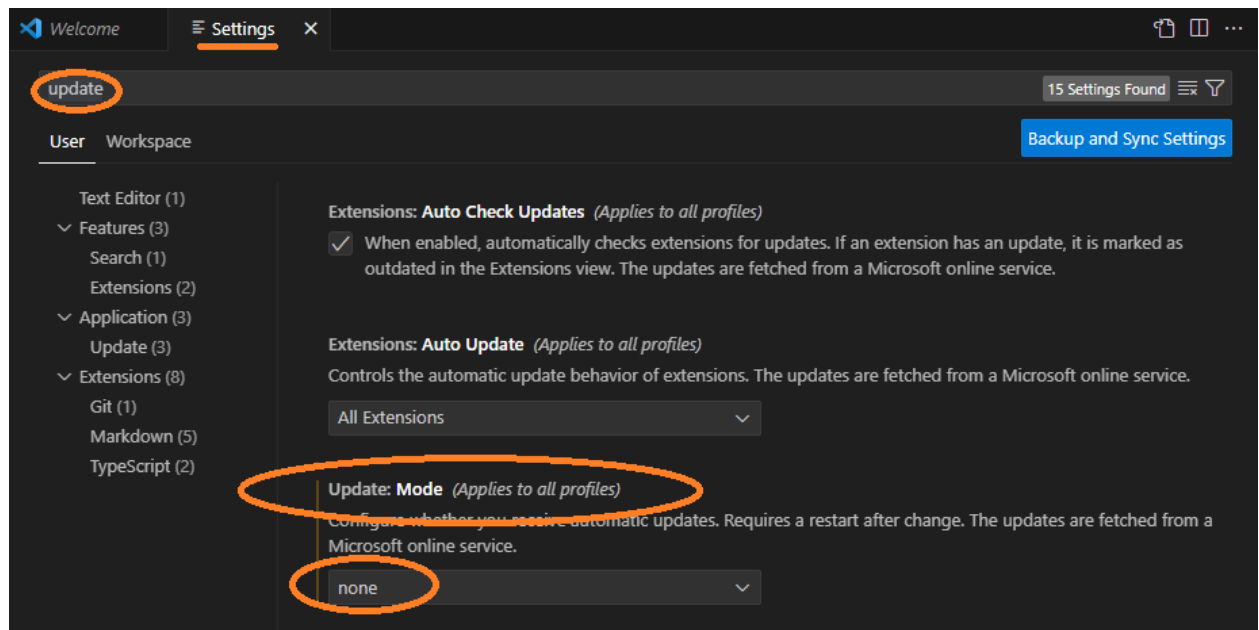 Welcome
Settings
update
15 Settings Found
User Workspace
Backup and Sync Settings
Text Editor (1)
Features (3)
Search (1)
Extensions (2)
Application (3)
Update (3)
Extensions (8)
Git (1)
Markdown (5)
TypeScript (2)
Extensions: Auto Check Updates (Applies to all profiles)
When enabled, automatically checks extensions for updates. If an extension has an update, it is marked as
outdated in the Extensions view. The updates are fetched from a Microsoft online service.
Extensions: Auto Update (Applies to all profiles)
Controls the automatic update behavior of extensions. The updates are fetched from a Microsoft online service.
All Extensions
Update: Mode (Applies to all profiles)
Configure whether you receive automatic updates. Requires a restart after change. The updates are fetched from a
Microsoft online service.
none